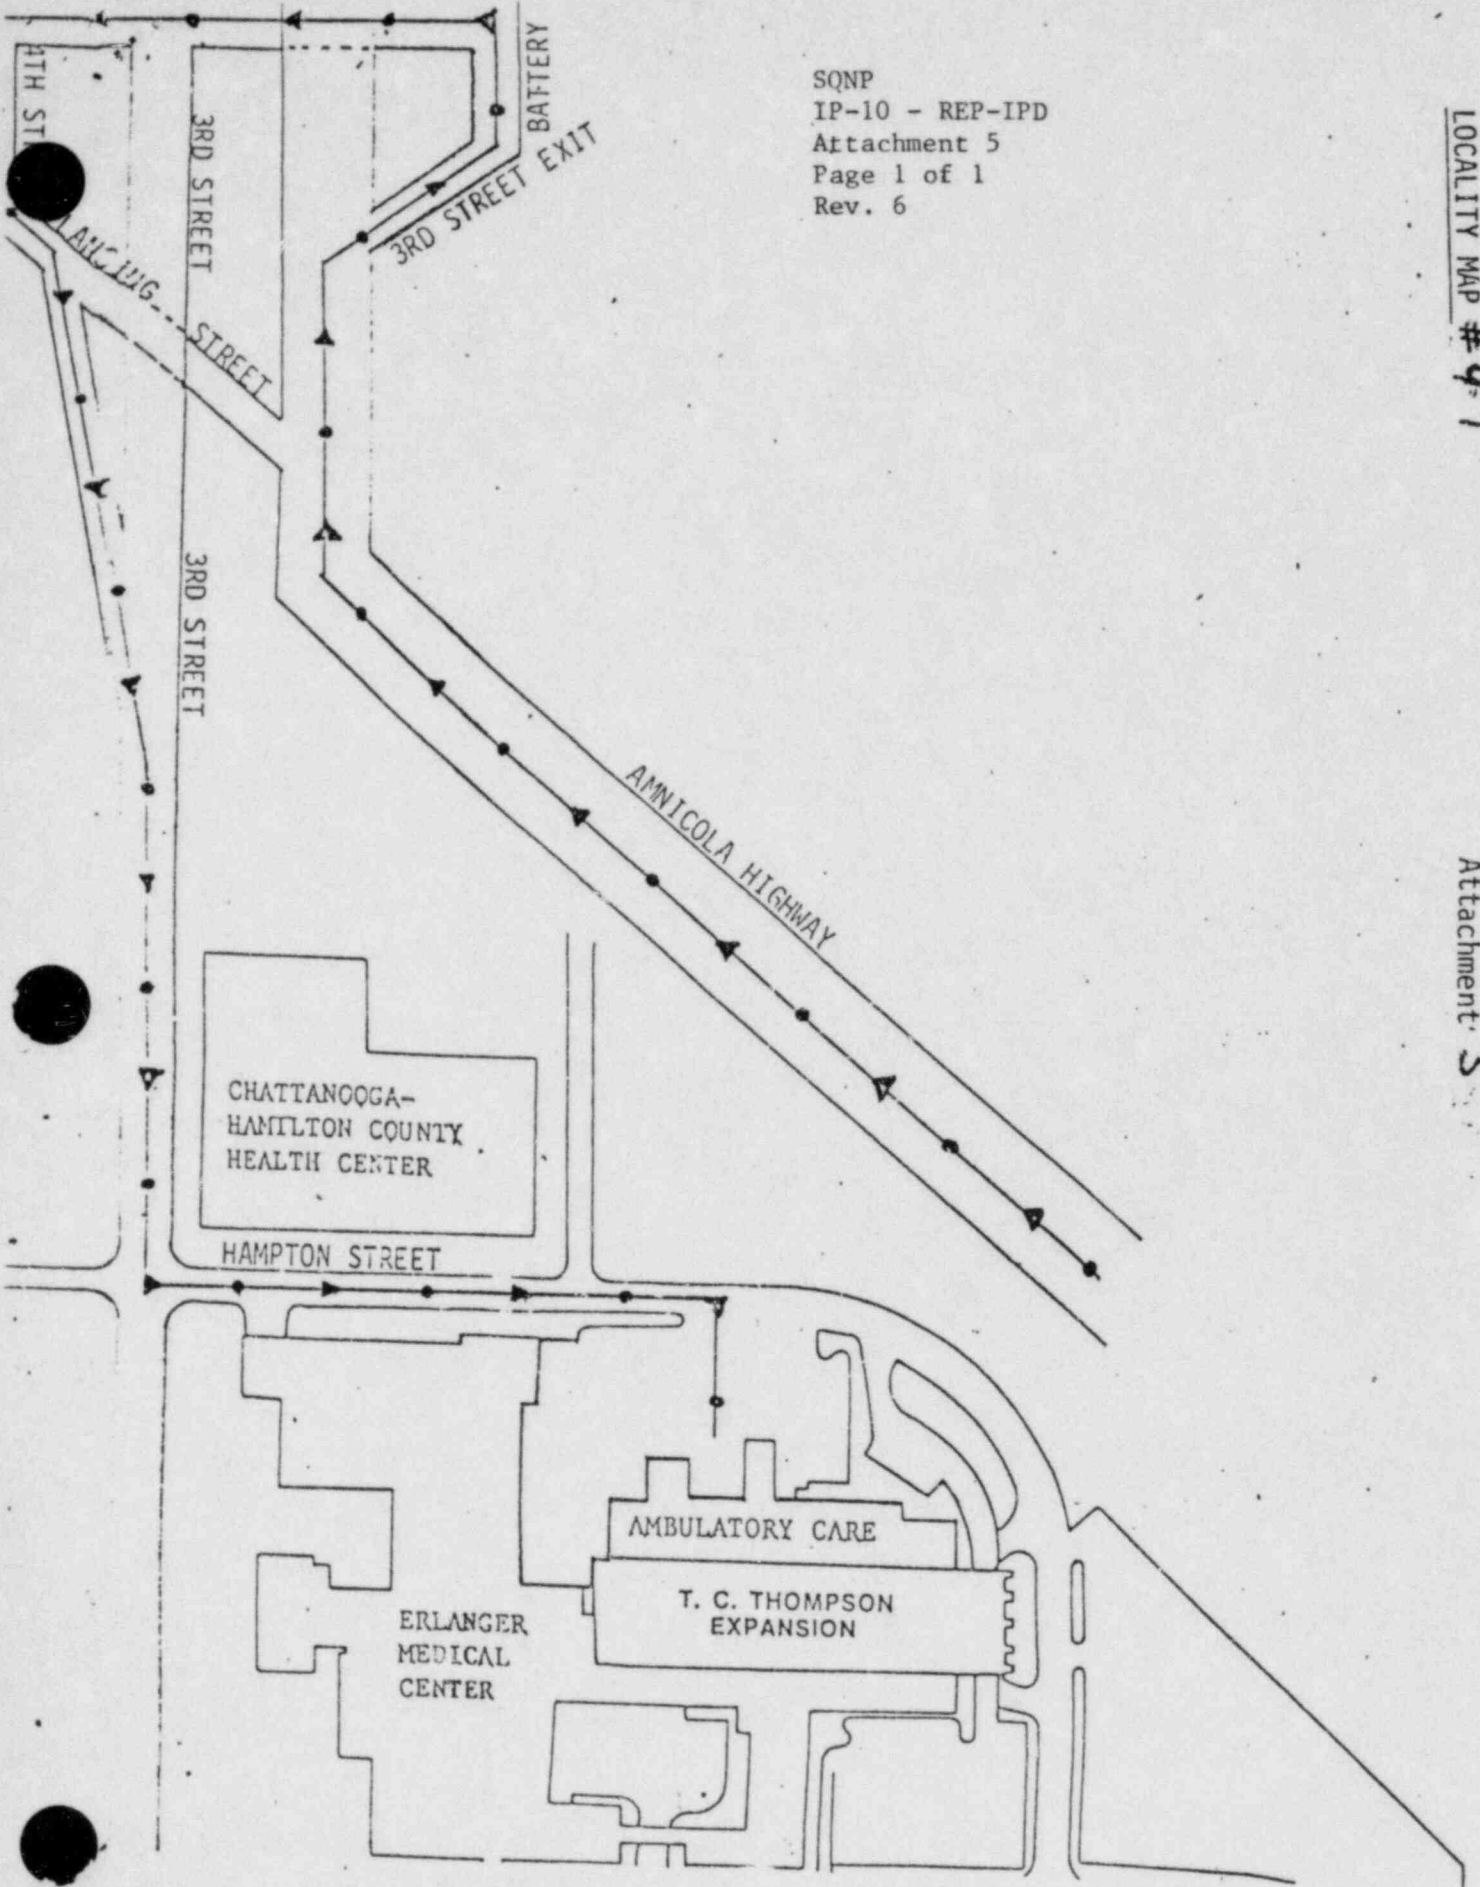 SQNP
IP-10 - REP-IPD
Attachment 5
Page 1 of 1
Rev. 6
LOCALITY MAP #
Attachment 5
BATTERY
4TH
3RD STREET
3RD STREET EXIT
STREET
3RD STREET
AMNICOLA HIGHWAY
CHATTANOOGA-
HAMILTON COUNTY
HEALTH CENTER
HAMPTON STREET
AMBULATORY CARE
T. C. THOMPSON
EXPANSION
ERLANGER
MEDICAL
CENTER